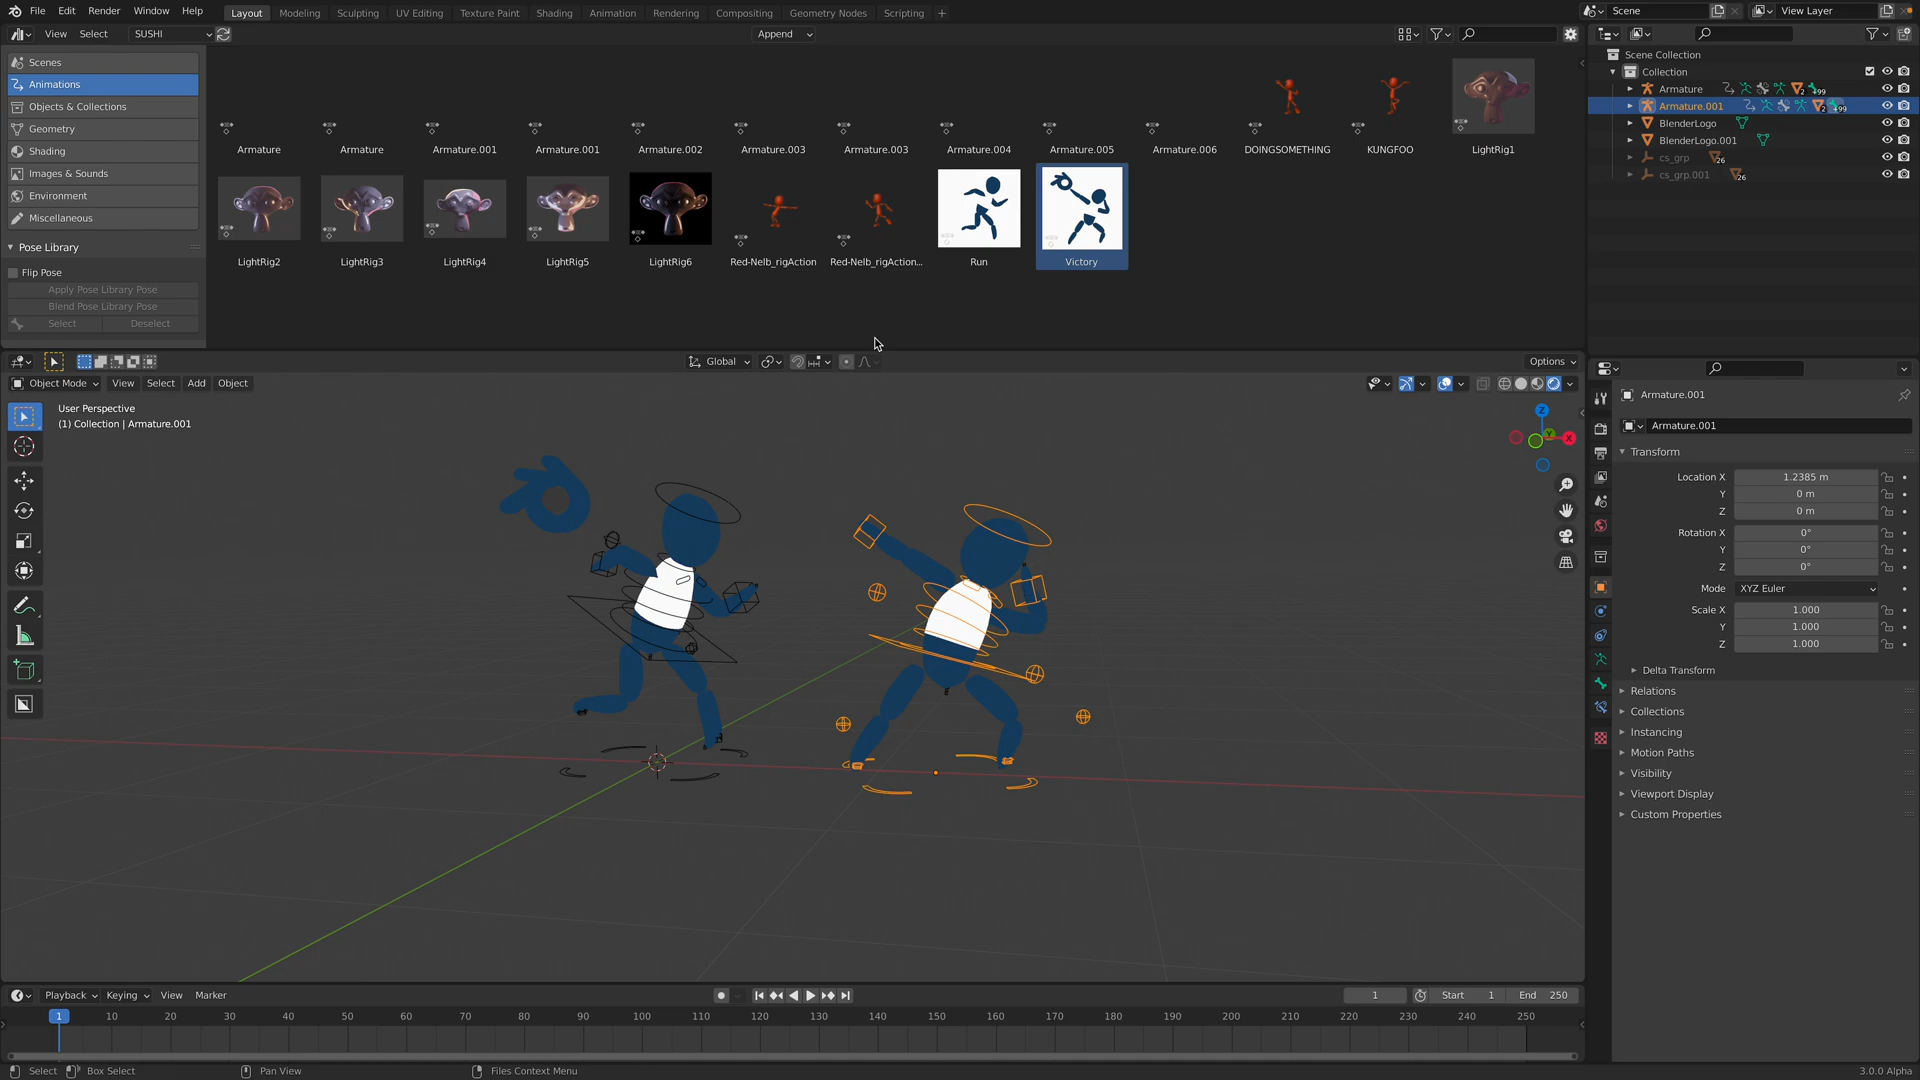 File Edit Render Window Help Layout Modeling Sculpting UV Editing Texture Paint Shading Animation Rendering Compositing Geometry Nodes Scripting + Scene View Layer
View Select SUSHI Append
Scenes
Animations
Objects & Collections
Geometry
Shading
Images & Sounds
Environment
Miscellaneous
Pose Library
Flip Pose
Apply Pose Library Pose
Blend Pose Library Pose
Select Deselect
Armature Armature Armature.001 Armature.001 Armature.002 Armature.003 Armature.003 Armature.004 Armature.005 Armature.006 DOINGSOMETHING KUNGFOO LightRig1
LightRig2 LightRig3 LightRig4 LightRig5 LightRig6 Red-Nelb_rigAction Red-Nelb_rigAction... Run Victory
Scene Collection
Collection
Armature 2 99
Armature.001 2 99
BlenderLogo
BlenderLogo.001
cs_grp 26
cs_grp.001 26
Global Options
Object Mode View Select Add Object
User Perspective
(1) Collection | Armature.001
Z
Y
X
Armature.001
Armature.001
Transform
Location X 1.2385 m
Y 0 m
Z 0 m
Rotation X 0°
Y 0°
Z 0°
Mode XYZ Euler
Scale X 1.000
Y 1.000
Z 1.000
Delta Transform
Relations
Collections
Instancing
Motion Paths
Visibility
Viewport Display
Custom Properties
Playback Keying View Marker 1 Start 1 End 250
1 10 20 30 40 50 60 70 80 90 100 110 120 130 140 150 160 170 180 190 200 210 220 230 240 250
Select Box Select Pan View Files Context Menu 3.0.0 Alpha